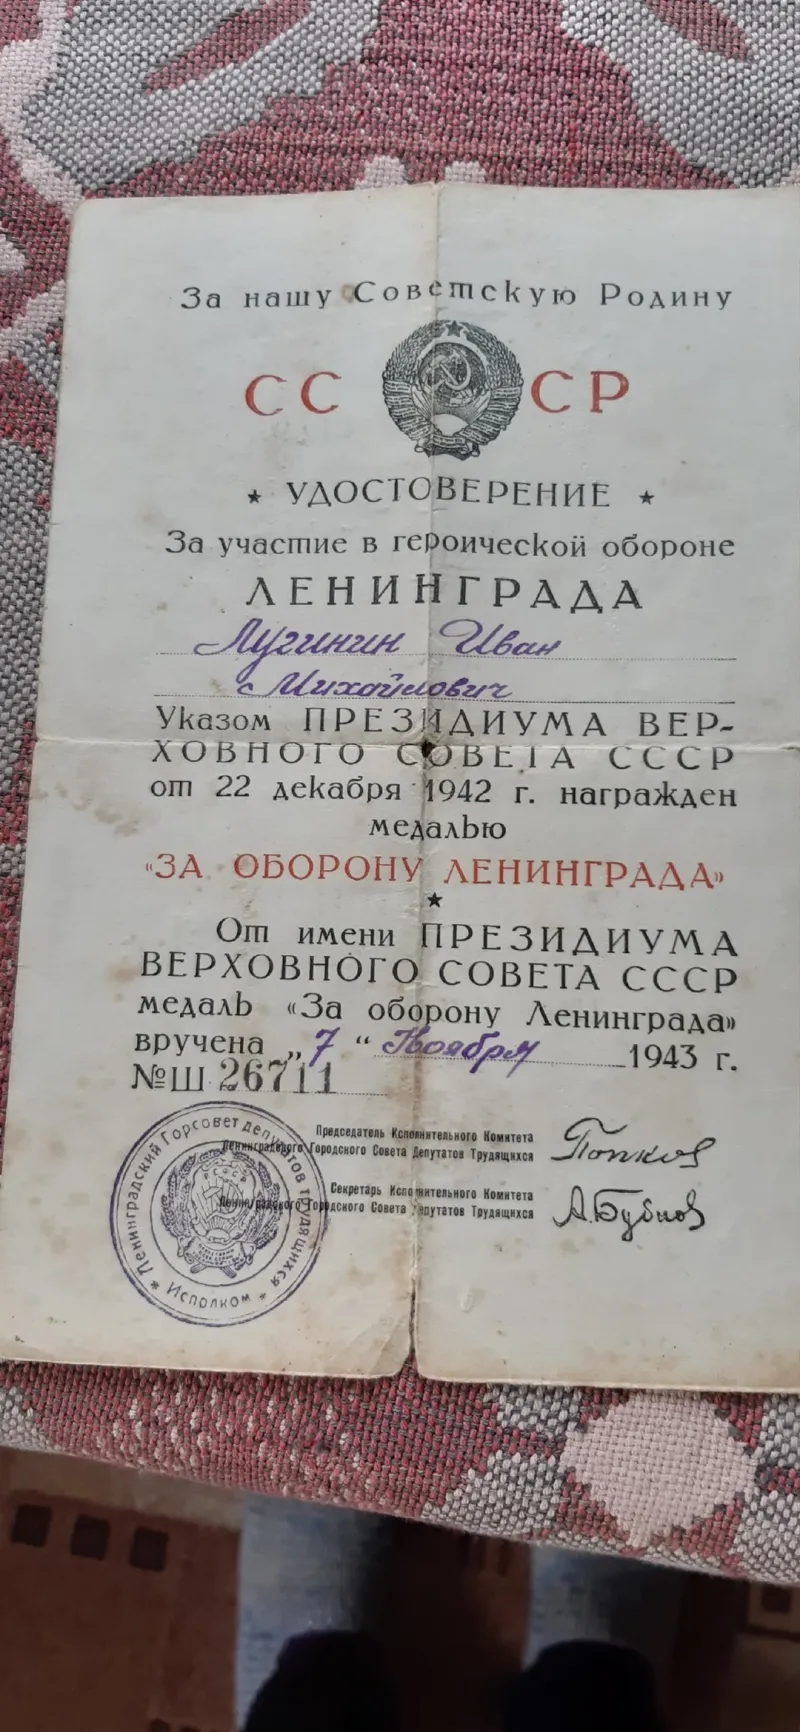 За нашу Советскую Родину
СССР
★ УДОСТОВЕРЕНИЕ ★
За участие в героической обороне
ЛЕНИНГРАДА
Лугинин Иван
Михайлович
Указом ПРЕЗИДИУМА ВЕР-
ХОВНОГО СОВЕТА СССР
от 22 декабря 1942 г. награжден
медалью
«ЗА ОБОРОНУ ЛЕНИНГРАДА»
★
От имени ПРЕЗИДИУМА
ВЕРХОВНОГО СОВЕТА СССР
медаль «За оборону Ленинграда»
вручена „7“ Ноября 1943 г.
№Ш 26711
Председатель Исполнительного Комитета
Ленинградского Городского Совета Депутатов Трудящихся
Попков
Секретарь Исполнительного Комитета
Ленинградского Городского Совета Депутатов Трудящихся
А.Бубнов
Ленинградский Горсовет депутатов трудящихся
* Исполком *
РСФСР